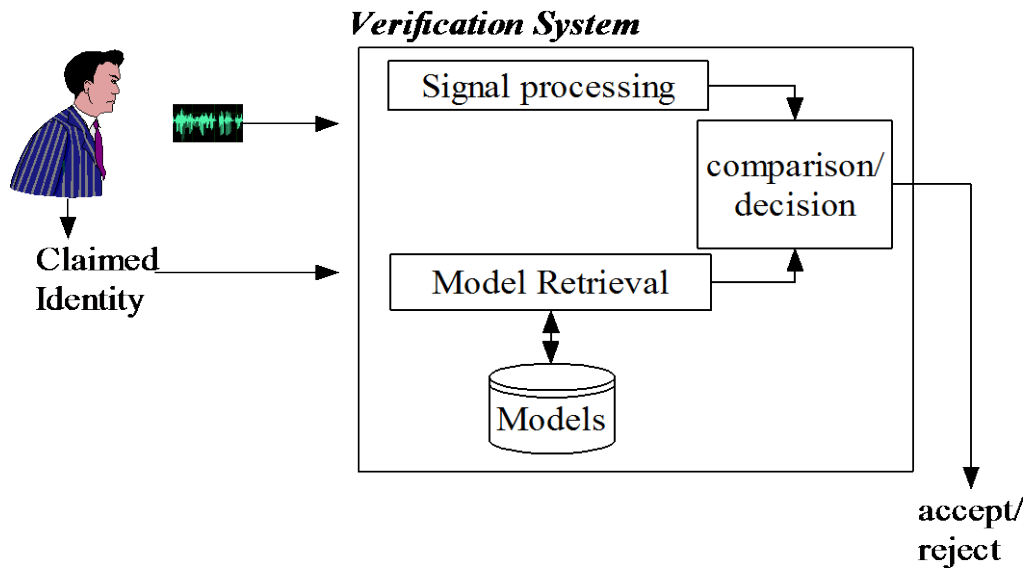 Verification System
Signal processing
comparison/
decision
Claimed
Identity
Model Retrieval
Models
accept/
reject